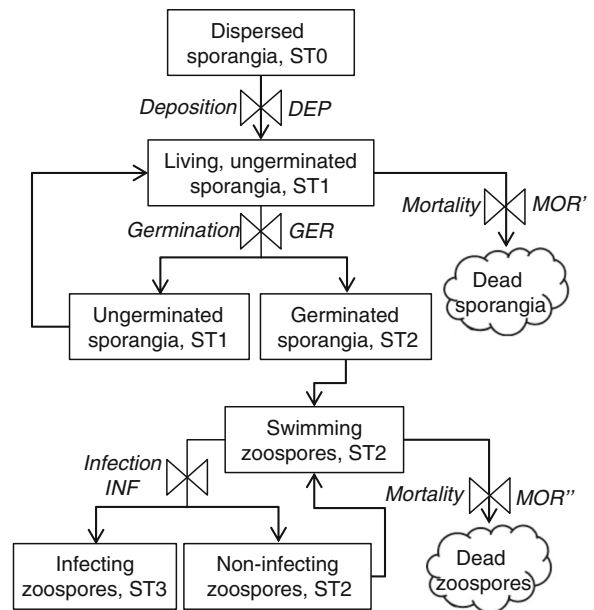 Dispersed
sporangia, ST0
Deposition DEP
Living, ungerminated
sporangia, ST1
Mortality MOR'
Germination GER
Dead
sporangia
Ungerminated
sporangia, ST1
Germinated
sporangia, ST2
Swimming
zoospores, ST2
Infection
INF
Mortality MOR''
Infecting
zoospores, ST3
Non-infecting
zoospores, ST2
Dead
zoospores